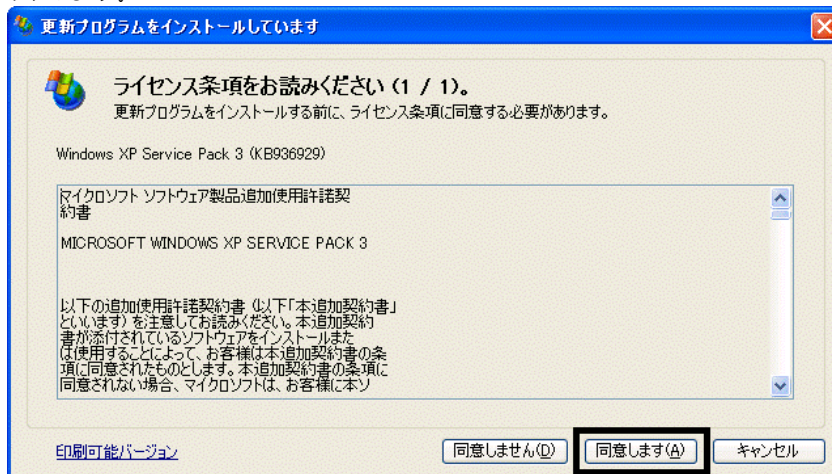 更新プログラムをインストールしています
ライセンス条項をお読みください (1 / 1)。
更新プログラムをインストールする前に、ライセンス条項に同意する必要があります。
Windows XP Service Pack 3 (KB936929)
マイクロソフト ソフトウェア製品追加使用許諾契
約書
MICROSOFT WINDOWS XP SERVICE PACK 3
以下の追加使用許諾契約書 (以下「本追加契約書」
といいます) を注意してお読みください。本追加契約
書が添付されているソフトウェアをインストールまた
は使用することによって、お客様は本追加契約書の条
項に同意されたものとします。本追加契約書の条項に
同意されない場合、マイクロソフトは、お客様に本ソ
印刷可能バージョン
同意しません(D)
同意します(A)
キャンセル